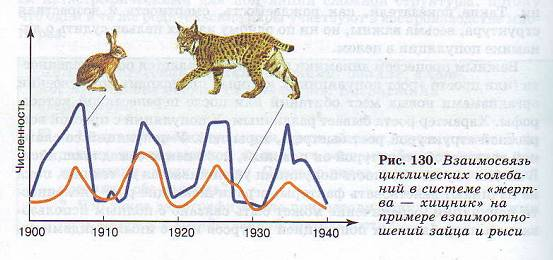 Численность
1900 1910 1920 1930 1940
Рис. 130. Взаимосвязь
циклических колеба-
ний в системе «жерт-
ва — хищник» на
примере взаимоотно-
шений зайца и рыси